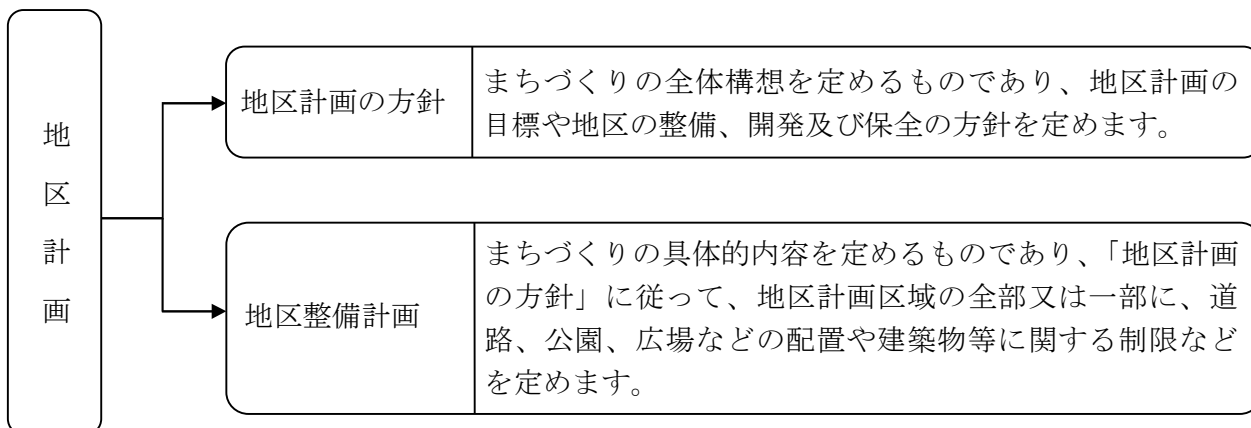 地区計画
地区計画の方針
まちづくりの全体構想を定めるものであり、地区計画の
目標や地区の整備、開発及び保全の方針を定めます。
地区整備計画
まちづくりの具体的内容を定めるものであり、「地区計画
の方針」に従って、地区計画区域の全部又は一部に、道
路、公園、広場などの配置や建築物等に関する制限など
を定めます。